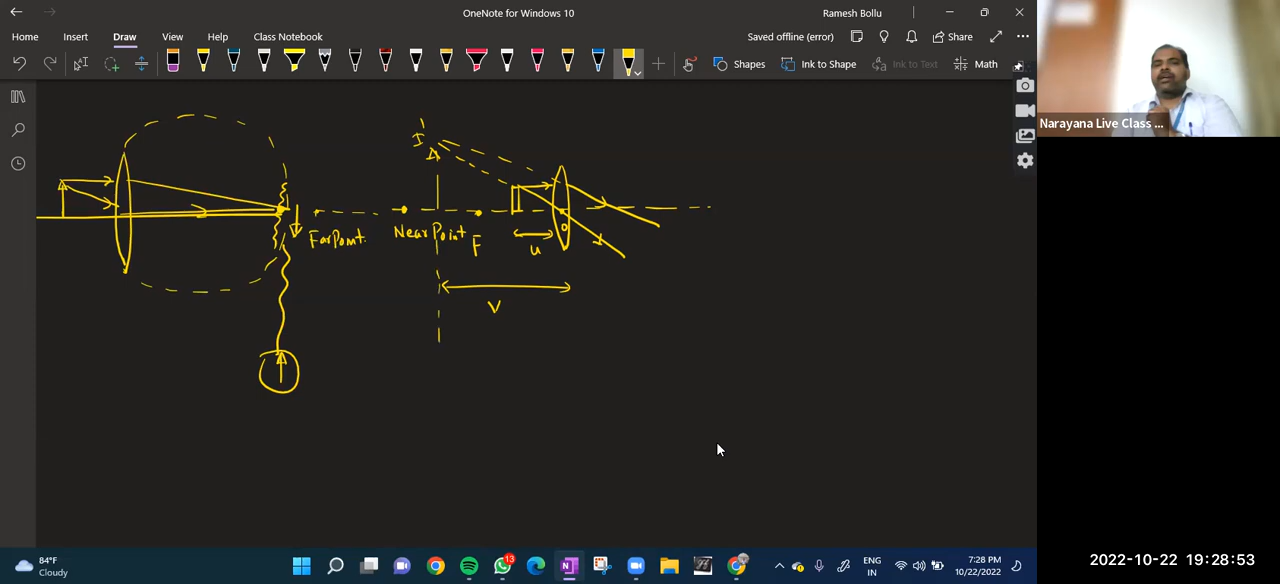 OneNote for Windows 10
Ramesh Bollu
Home Insert Draw View Help Class Notebook
Saved offline (error)
Share
Shapes
Ink to Shape
Ink to Text
Math
Narayana Live Class ...
I'
Far Point.
Near Point
F
O
u
V
84°F
Cloudy
13
ENG
IN
7:28 PM
10/22/2022
2022-10-22 19:28:53